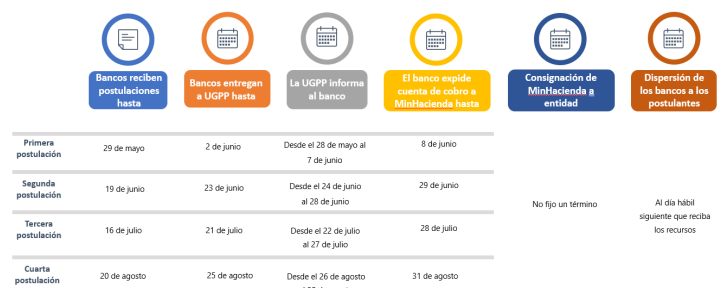 Bancos reciben
postulaciones
hasta
Bancos entregan
a UGPP hasta
La UGPP informa
al banco
El banco expide
cuenta de cobro a
MinHacienda hasta
Consignación de
MinHacienda a
entidad
Dispersión de
los bancos a los
postulantes
Primera
postulación
29 de mayo
2 de junio
Desde el 28 de mayo al
7 de junio
8 de junio
Segunda
postulación
19 de junio
23 de junio
Desde el 24 de junio
al 28 de junio
29 de junio
Tercera
postulación
16 de julio
21 de julio
Desde el 22 de julio
al 27 de julio
28 de julio
No fijo un término
Al día hábil
siguiente que reciba
los recursos
Cuarta
postulación
20 de agosto
25 de agosto
Desde el 26 de agosto
31 de agosto